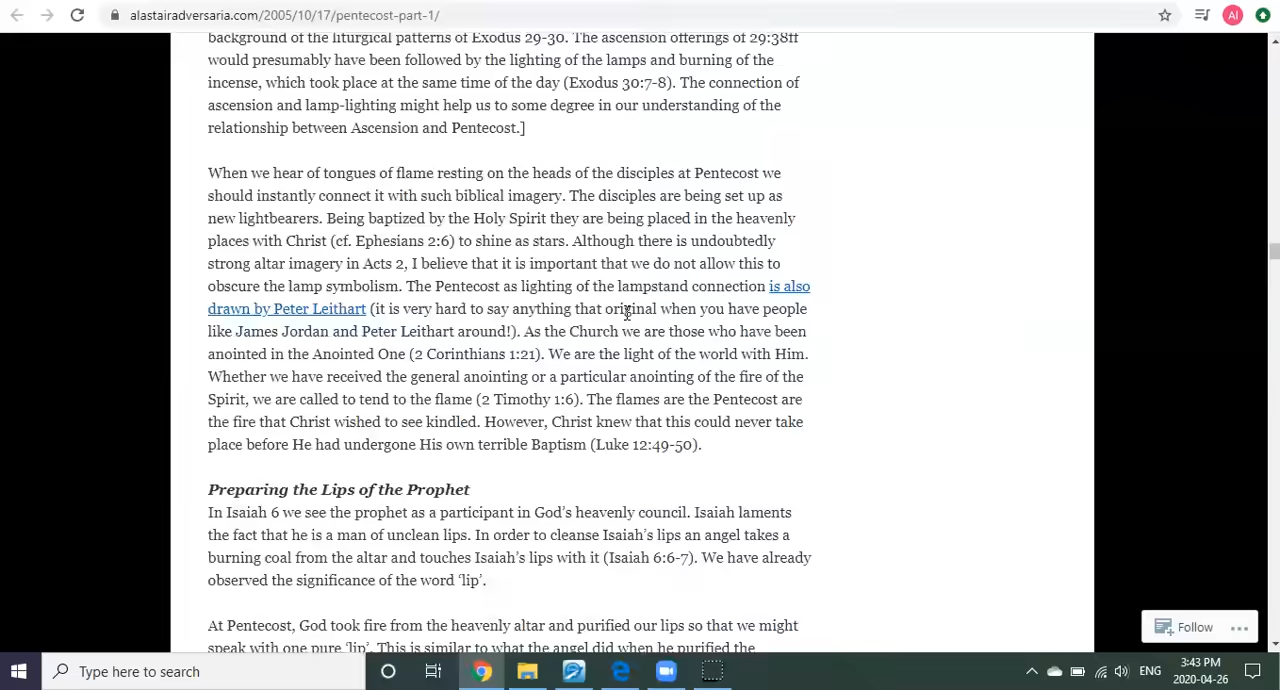 alastairadversaria.com/2005/10/17/pentecost-part-1/
AI
background of the liturgical patterns of Exodus 29-30. The ascension offerings of 29:38ff
would presumably have been followed by the lighting of the lamps and burning of the
incense, which took place at the same time of the day (Exodus 30:7-8). The connection of
ascension and lamp-lighting might help us to some degree in our understanding of the
relationship between Ascension and Pentecost.]
When we hear of tongues of flame resting on the heads of the disciples at Pentecost we
should instantly connect it with such biblical imagery. The disciples are being set up as
new lightbearers. Being baptized by the Holy Spirit they are being placed in the heavenly
places with Christ (cf. Ephesians 2:6) to shine as stars. Although there is undoubtedly
strong altar imagery in Acts 2, I believe that it is important that we do not allow this to
obscure the lamp symbolism. The Pentecost as lighting of the lampstand connection is also
drawn by Peter Leithart (it is very hard to say anything that original when you have people
like James Jordan and Peter Leithart around!). As the Church we are those who have been
anointed in the Anointed One (2 Corinthians 1:21). We are the light of the world with Him.
Whether we have received the general anointing or a particular anointing of the fire of the
Spirit, we are called to tend to the flame (2 Timothy 1:6). The flames are the Pentecost are
the fire that Christ wished to see kindled. However, Christ knew that this could never take
place before He had undergone His own terrible Baptism (Luke 12:49-50).
Preparing the Lips of the Prophet
In Isaiah 6 we see the prophet as a participant in God's heavenly council. Isaiah laments
the fact that he is a man of unclean lips. In order to cleanse Isaiah's lips an angel takes a
burning coal from the altar and touches Isaiah's lips with it (Isaiah 6:6-7). We have already
observed the significance of the word 'lip'.
At Pentecost, God took fire from the heavenly altar and purified our lips so that we might
speak with one pure 'lip'. This is similar to what the angel did when he purified the
Follow
Type here to search
ENG
3:43 PM
2020-04-26